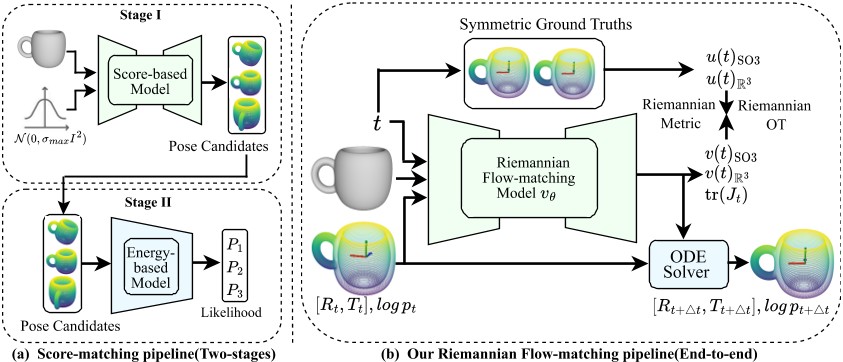 Stage I
Score-based
Model
𝒩(0, σ_max I²)
Pose Candidates
Stage II
Energy-
based
Model
P₁
P₂
P₃
Likelihood
Pose Candidates
(a) Score-matching pipeline(Two-stages)
Symmetric Ground Truths
t
u(t)_SO3
u(t)_ℝ³
Riemannian
Metric
Riemannian
OT
Riemannian
Flow-matching
Model v_θ
v(t)_SO3
v(t)_ℝ³
tr(J_t)
ODE
Solver
[R_t, T_t], log p_t
[R_{t+△t}, T_{t+△t}], log p_{t+△t}
(b) Our Riemannian Flow-matching pipeline(End-to-end)